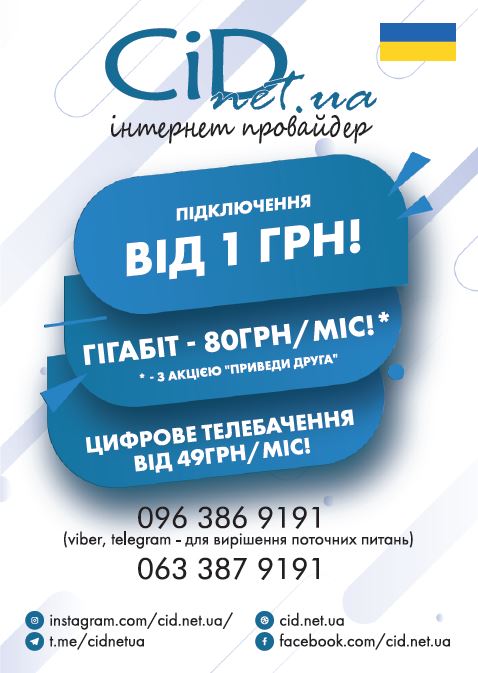 CiD
net.ua
інтернет провайдер
ПІДКЛЮЧЕННЯ
ВІД 1 ГРН!
ГІГАБІТ - 80ГРН/МІС!*
* - З АКЦІЄЮ "ПРИВЕДИ ДРУГА"
ЦИФРОВЕ ТЕЛЕБАЧЕННЯ
ВІД 49ГРН/МІС!
096 386 9191
(viber, telegram - для вирішення поточних питань)
063 387 9191
instagram.com/cid.net.ua/
cid.net.ua
t.me/cidnetua
facebook.com/cid.net.ua